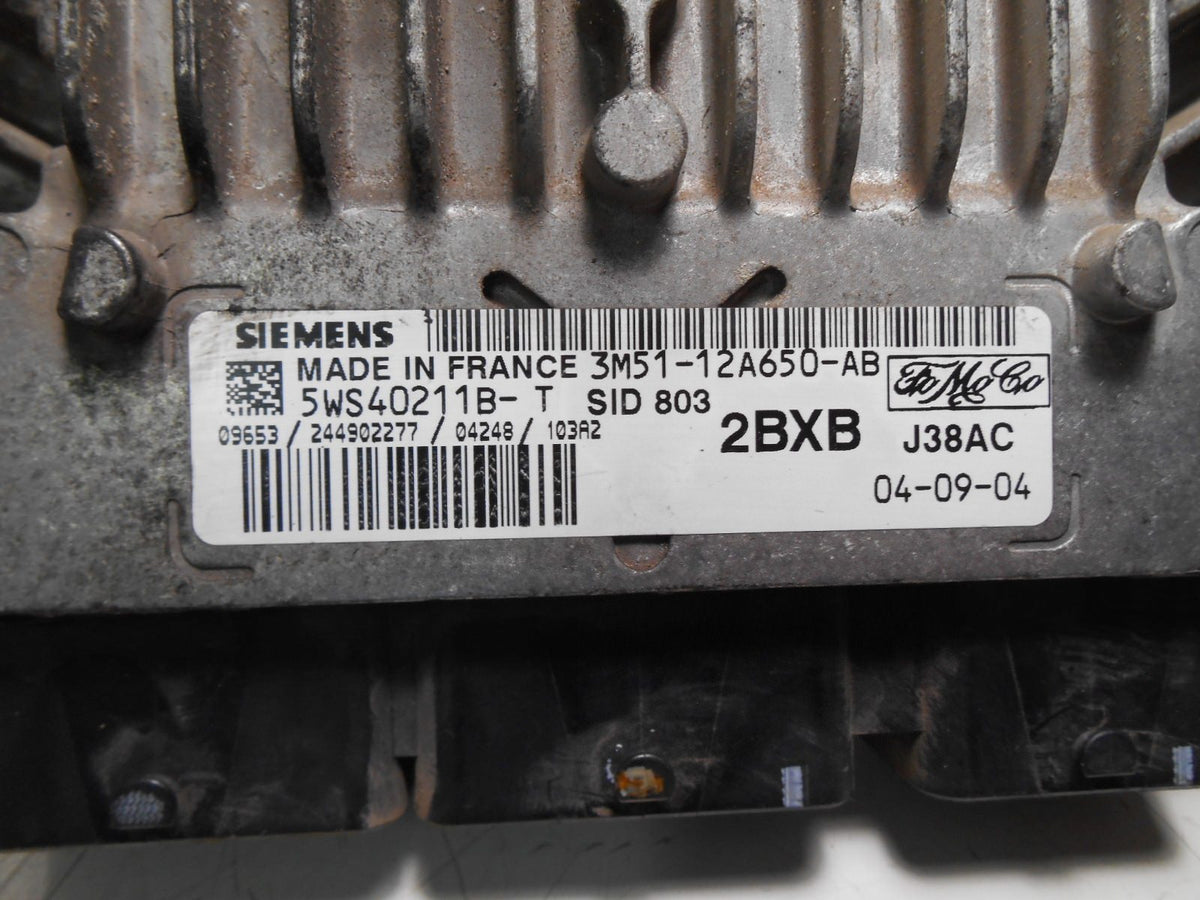 SIEMENS
MADE IN FRANCE 3M51-12A650-AB
FoMoCo
5WS40211B- T SID 803
09653 / 244902277 / 04248 / 103A2
2BXB
J38AC
04-09-04